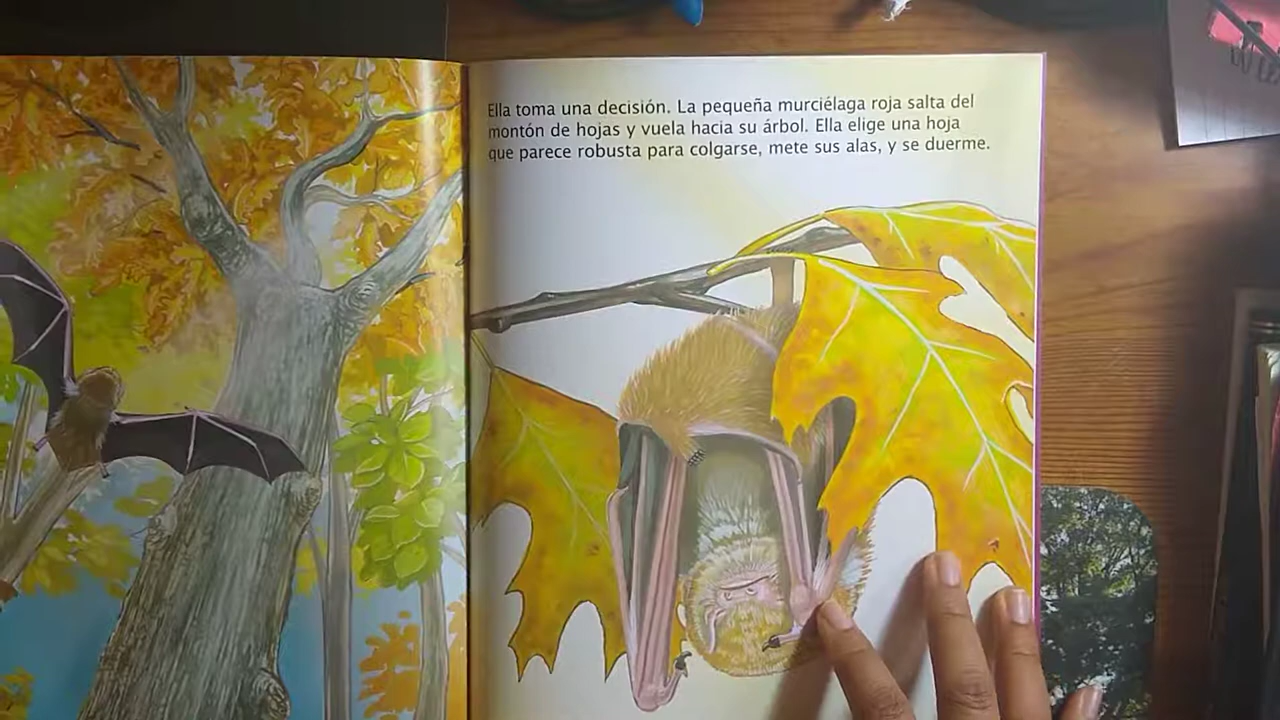 Ella toma una decisión. La pequeña murciélaga roja salta del
montón de hojas y vuela hacia su árbol. Ella elige una hoja
que parece robusta para colgarse, mete sus alas, y se duerme.